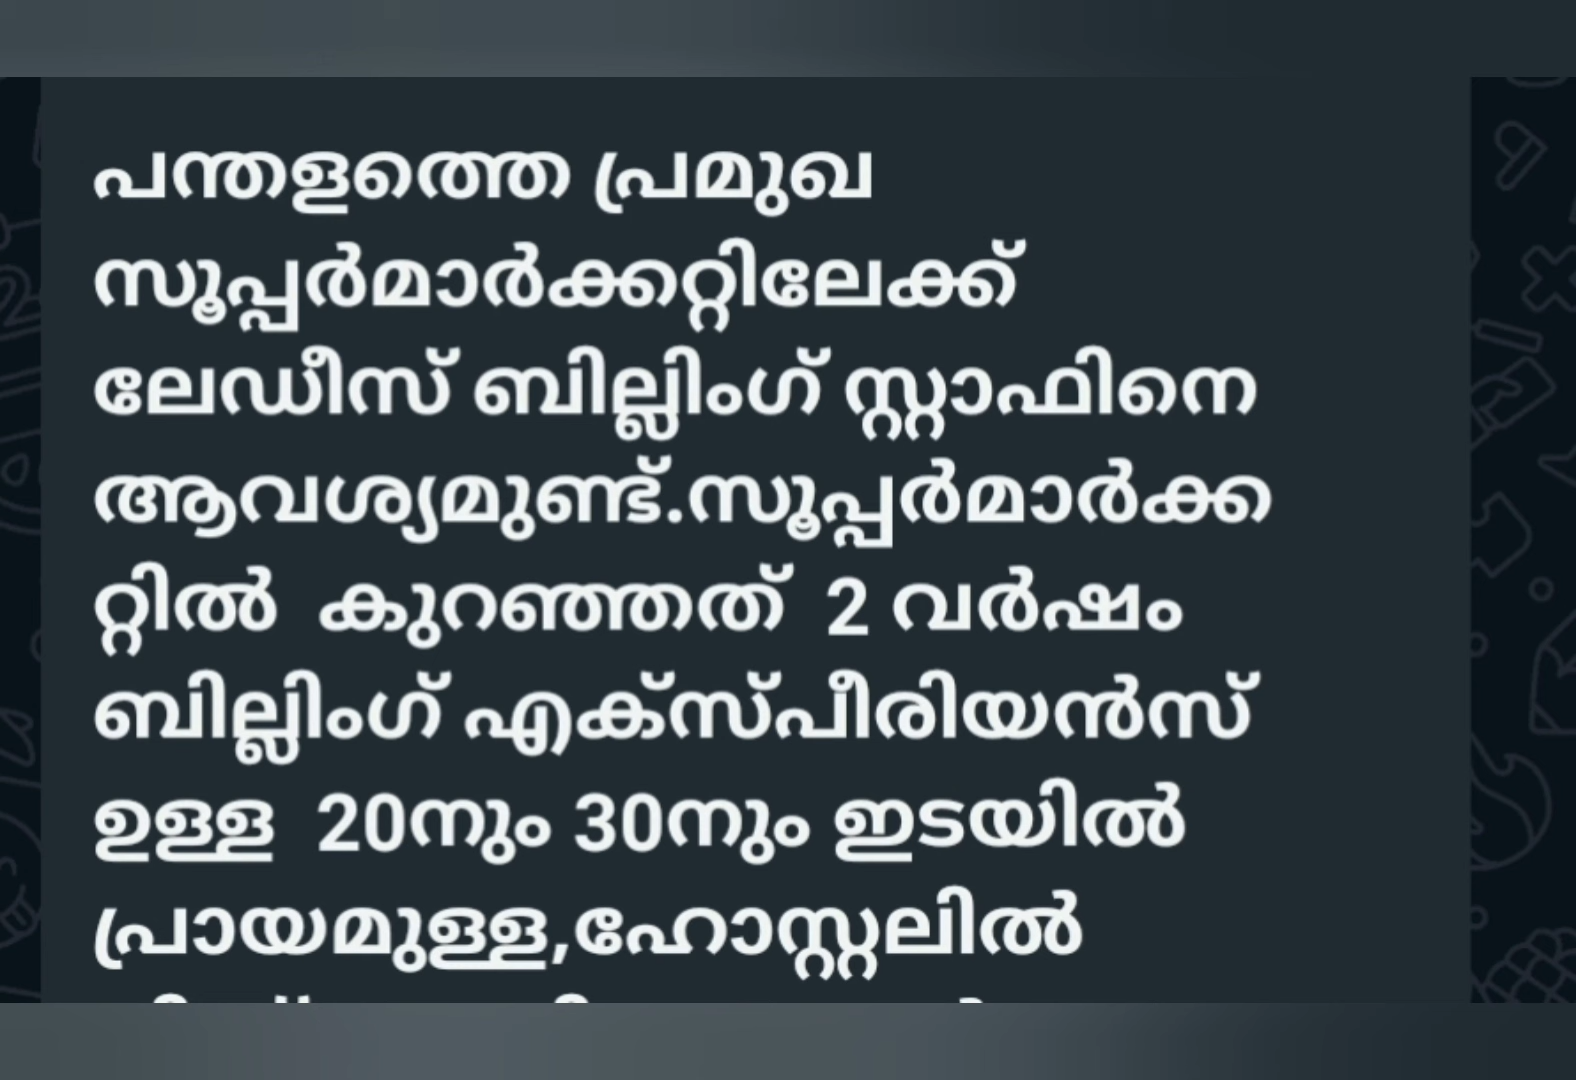 പന്തളത്തെ പ്രമുഖ
സൂപ്പർമാർക്കറ്റിലേക്ക്
ലേഡീസ് ബില്ലിംഗ് സ്റ്റാഫിനെ
ആവശ്യമുണ്ട്.സൂപ്പർമാർക്ക
റ്റിൽ കുറഞ്ഞത് 2 വർഷം
ബില്ലിംഗ് എക്സ്പീരിയൻസ്
ഉള്ള 20നും 30നും ഇടയിൽ
പ്രായമുള്ള,ഹോസ്റ്റലിൽ